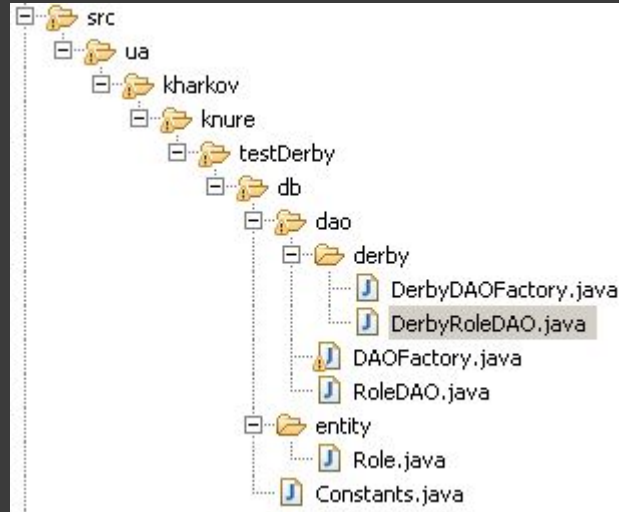 src
ua
kharkov
knure
testDerby
db
dao
derby
DerbyDAOFactory.java
DerbyRoleDAO.java
DAOFactory.java
RoleDAO.java
entity
Role.java
Constants.java